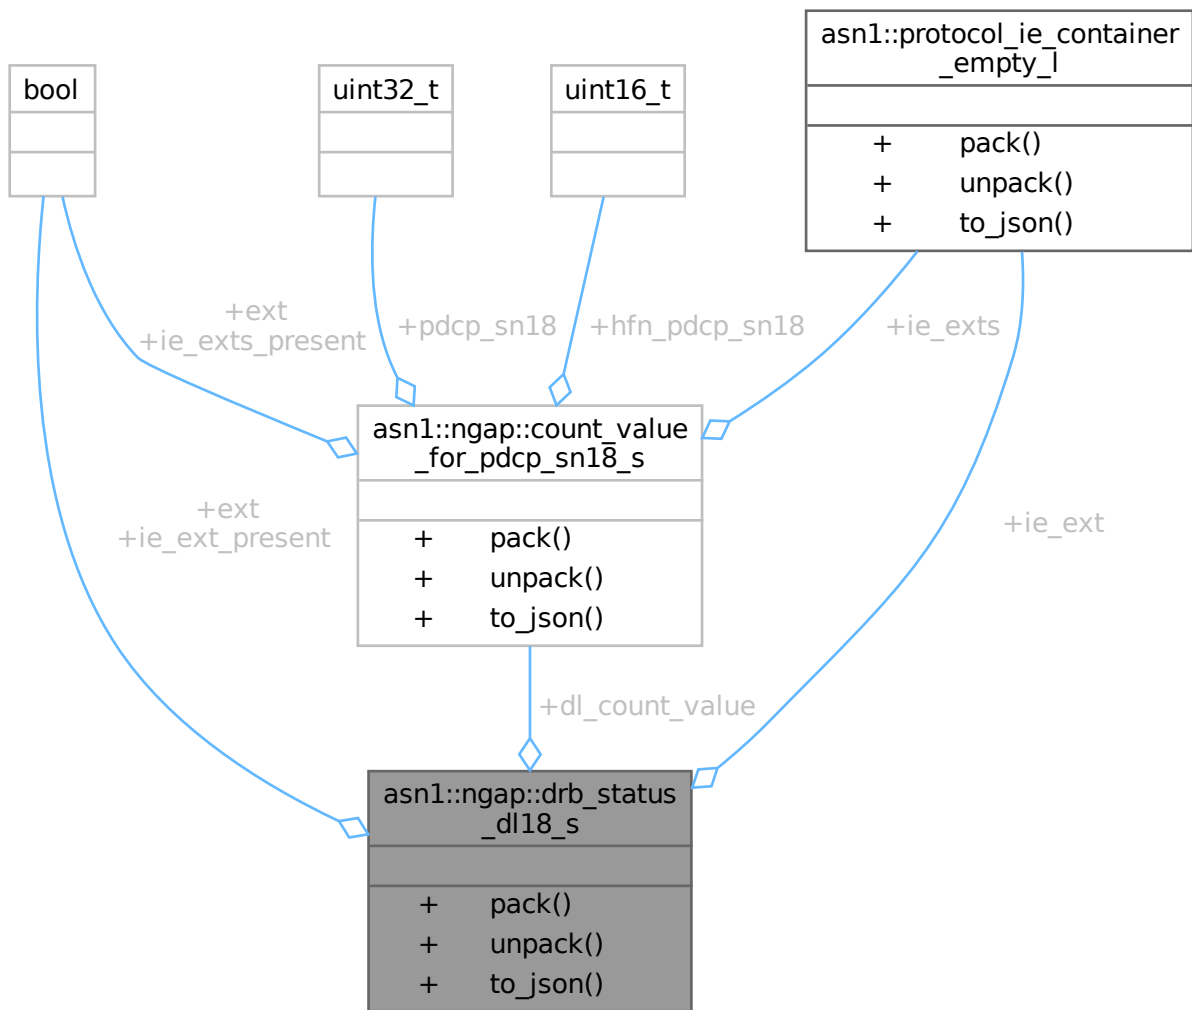 asn1::protocol_ie_container
_empty_l
+ pack()
+ unpack()
+ to_json()
bool
uint32_t
uint16_t
+ext
+ie_exts_present
+pdcp_sn18
+hfn_pdcp_sn18
+ie_exts
asn1::ngap::count_value
_for_pdcp_sn18_s
+ pack()
+ unpack()
+ to_json()
+ext
+ie_ext_present
+ie_ext
+dl_count_value
asn1::ngap::drb_status
_dl18_s
+ pack()
+ unpack()
+ to_json()